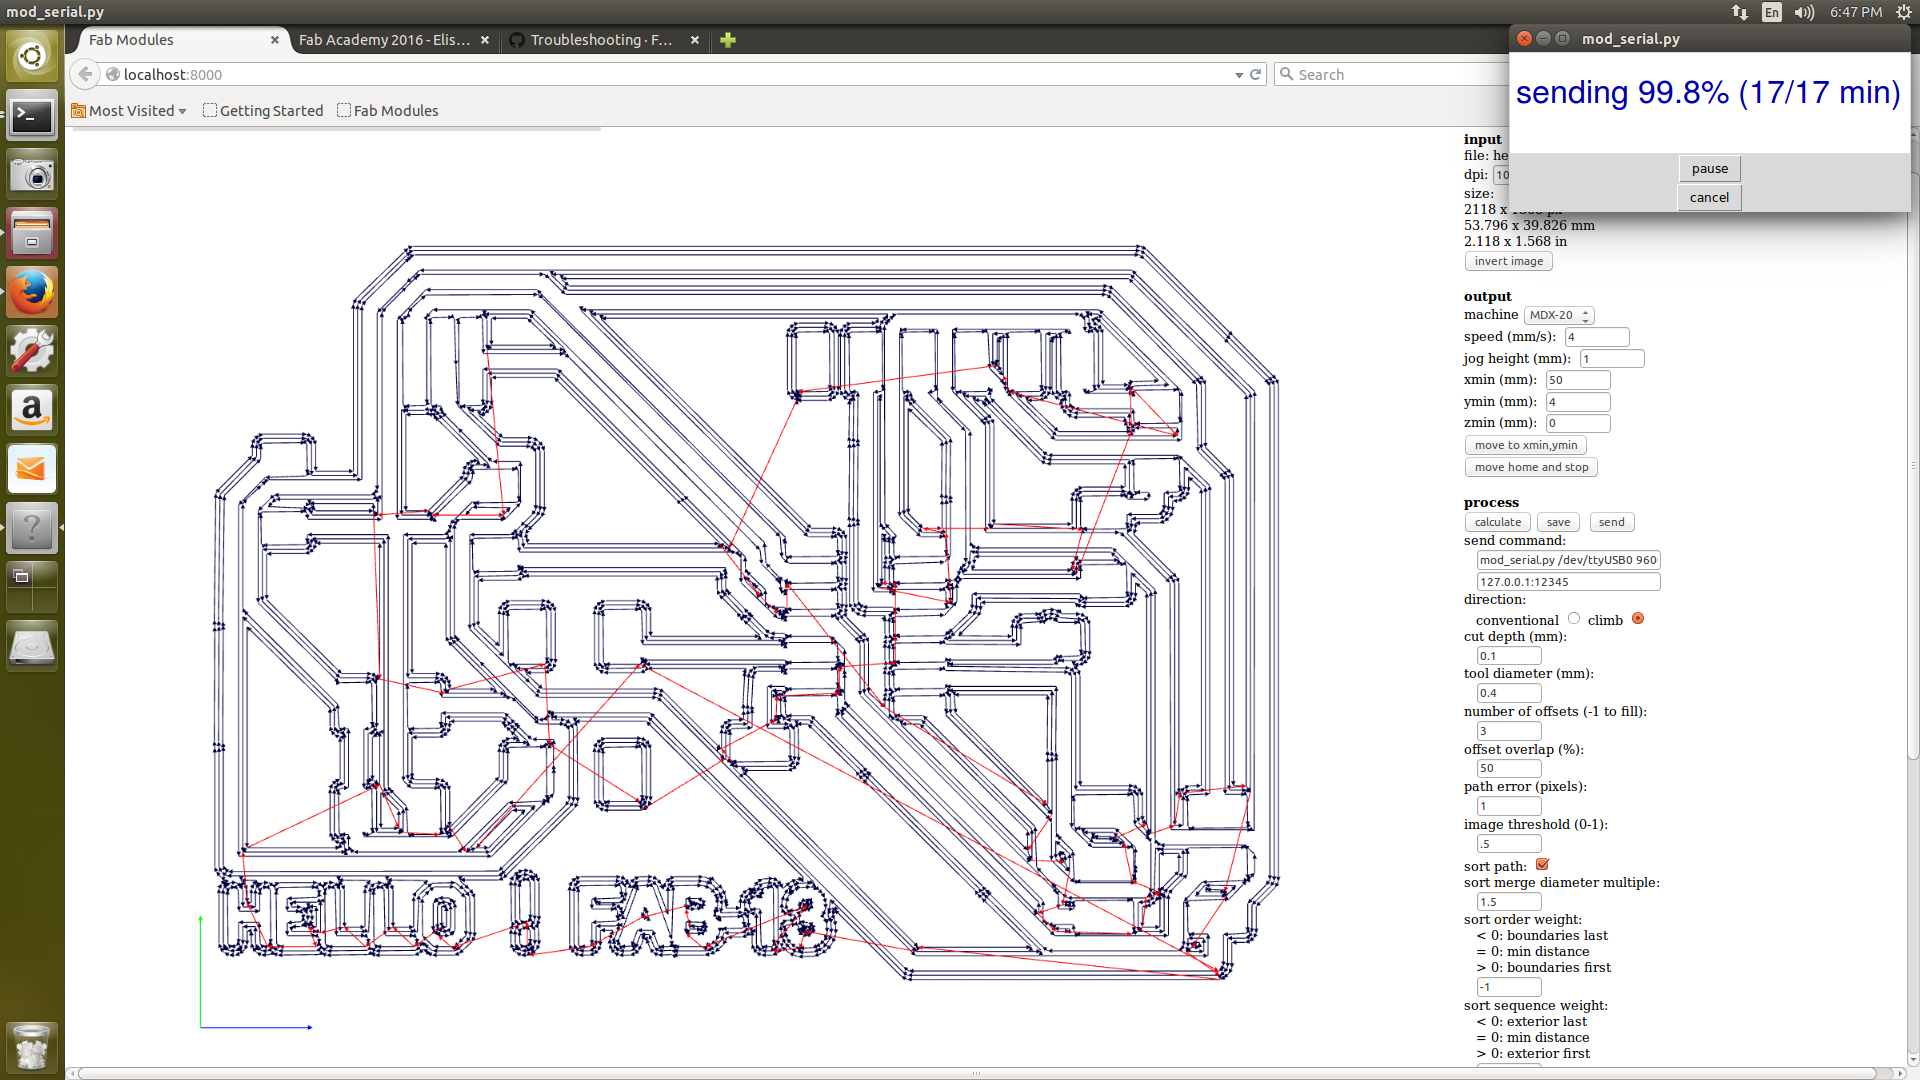 mod_serial.py
En
6:47 PM
Fab Modules
Fab Academy 2016 - Elis...
Troubleshooting · F...
localhost:8000
Search
Most Visited
Getting Started
Fab Modules
mod_serial.py
sending 99.8% (17/17 min)
pause
cancel
input
file: he
dpi: 10
size:
53.796 x 39.826 mm
2.118 x 1.568 in
invert image
output
machine MDX-20
speed (mm/s): 4
jog height (mm): 1
xmin (mm): 50
ymin (mm): 4
zmin (mm): 0
move to xmin,ymin
move home and stop
process
calculate save send
send command:
mod_serial.py /dev/ttyUSB0 960
127.0.0.1:12345
direction:
conventional climb
cut depth (mm):
0.1
tool diameter (mm):
0.4
number of offsets (-1 to fill):
3
offset overlap (%):
50
path error (pixels):
1
image threshold (0-1):
.5
sort path:
sort merge diameter multiple:
1.5
sort order weight:
< 0: boundaries last
= 0: min distance
> 0: boundaries first
-1
sort sequence weight:
< 0: exterior last
= 0: min distance
> 0: exterior first